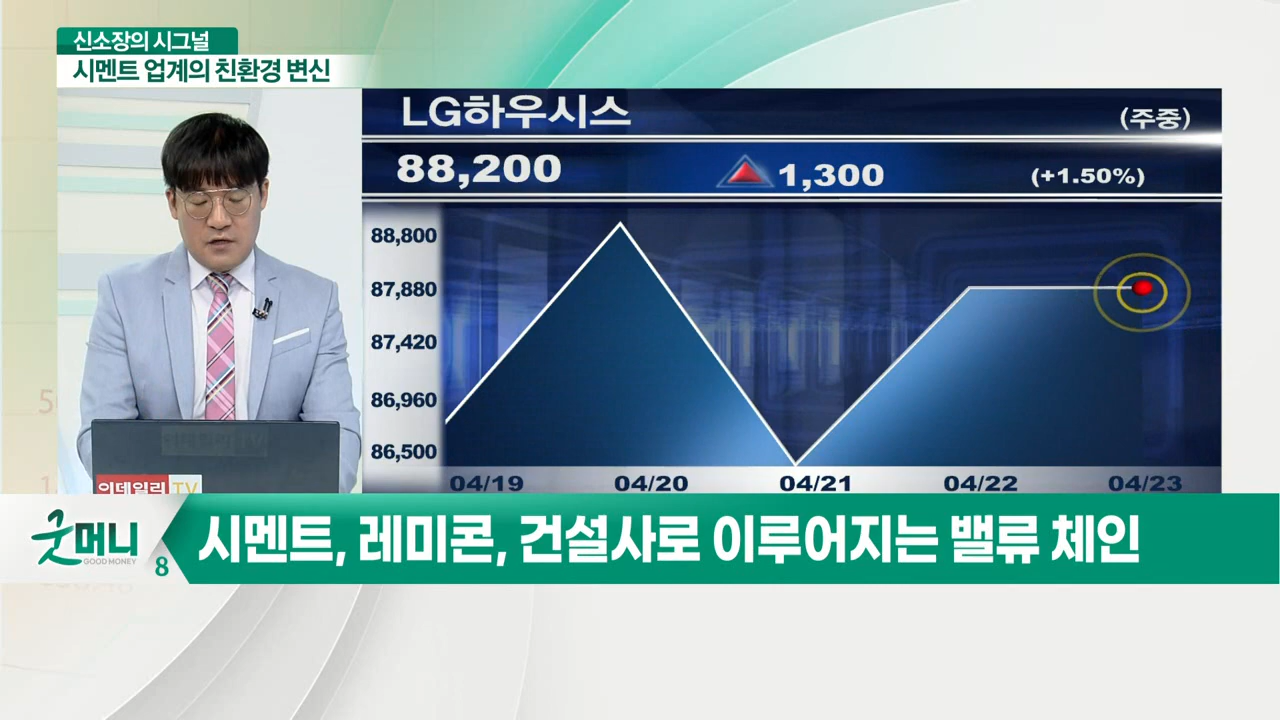 신소장의 시그널
시멘트 업계의 친환경 변신
LG하우시스
(주중)
88,200
1,300
(+1.50%)
88,800
87,880
87,420
86,960
86,500
04/19
04/20
04/21
04/22
04/23
이데일리 TV
굿머니
GOOD MONEY
8
시멘트, 레미콘, 건설사로 이루어지는 밸류 체인